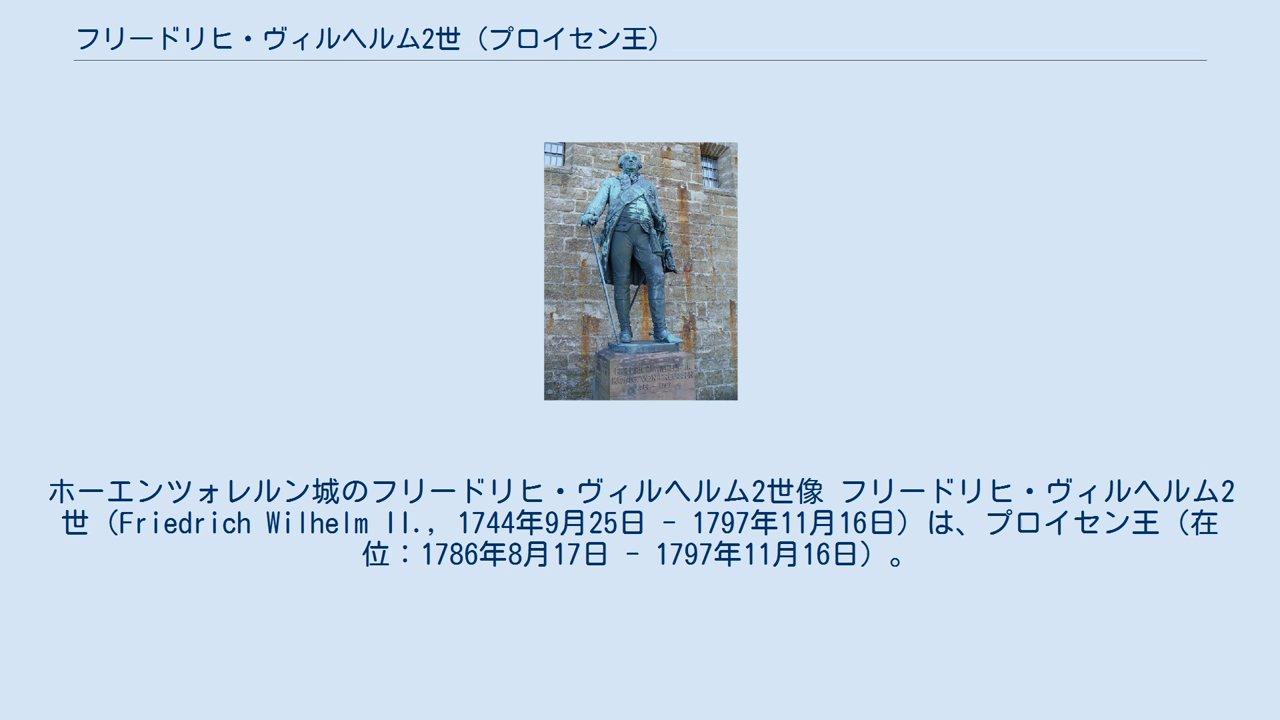 フリードリヒ・ヴィルヘルム2世（プロイセン王）
ホーエンツォレルン城のフリードリヒ・ヴィルヘルム2世像 フリードリヒ・ヴィルヘルム2
世（Friedrich Wilhelm II., 1744年9月25日 - 1797年11月16日）は、プロイセン王（在
位：1786年8月17日 - 1797年11月16日）。